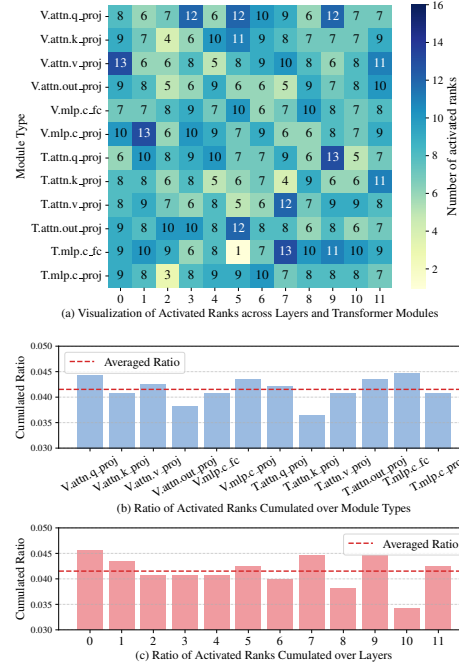 V.attn.q_proj 8 6 7 12 6 12 10 9 6 12 9 7
V.attn.k_proj 9 7 4 6 10 11 9 8 7 7 7 9
V.attn.v_proj 13 6 6 8 5 8 9 10 8 6 8 11
V.attn.out_proj 9 8 5 6 9 6 6 5 9 7 8 10
V.mlp.c_fc 7 7 8 9 7 10 6 7 10 8 7 8
V.mlp.c_proj 10 13 6 10 9 7 9 6 6 8 7 9
T.attn.q_proj 6 10 8 9 10 7 7 9 6 13 5 7
T.attn.k_proj 8 8 6 8 5 6 7 4 9 6 6 11
T.attn.v_proj 9 7 9 6 8 5 6 12 7 9 9 8
T.attn.out_proj 9 8 10 10 8 12 8 8 7 8 6 7
T.mlp.c_fc 9 10 9 6 8 1 7 13 10 11 10 9
T.mlp.c_proj 9 8 3 8 9 9 10 7 8 8 7 7
0 1 2 3 4 5 6 7 8 9 10 11
Module Type
16
14
12
10
8
6
4
2
Number of activated ranks
(a) Visualization of Activated Ranks across Layers and Transformer Modules
0.050
0.045
0.040
0.035
0.030
Cumulated Ratio
Averaged Ratio
V.attn.q_proj
V.attn.k_proj
V.attn.v_proj
V.attn.out_proj
V.mlp.c_fc
V.mlp.c_proj
T.attn.q_proj
T.attn.k_proj
T.attn.v_proj
T.attn.out_proj
T.mlp.c_fc
T.mlp.c_pro
(b) Ratio of Activated Ranks Cumulated over Module Types
0.050
0.045
0.040
0.035
0.030
Cumulated Ratio
Averaged Ratio
0 1 2 3 4 5 6 7 8 9 10 11
(c) Ratio of Activated Ranks Cumulated over Layers